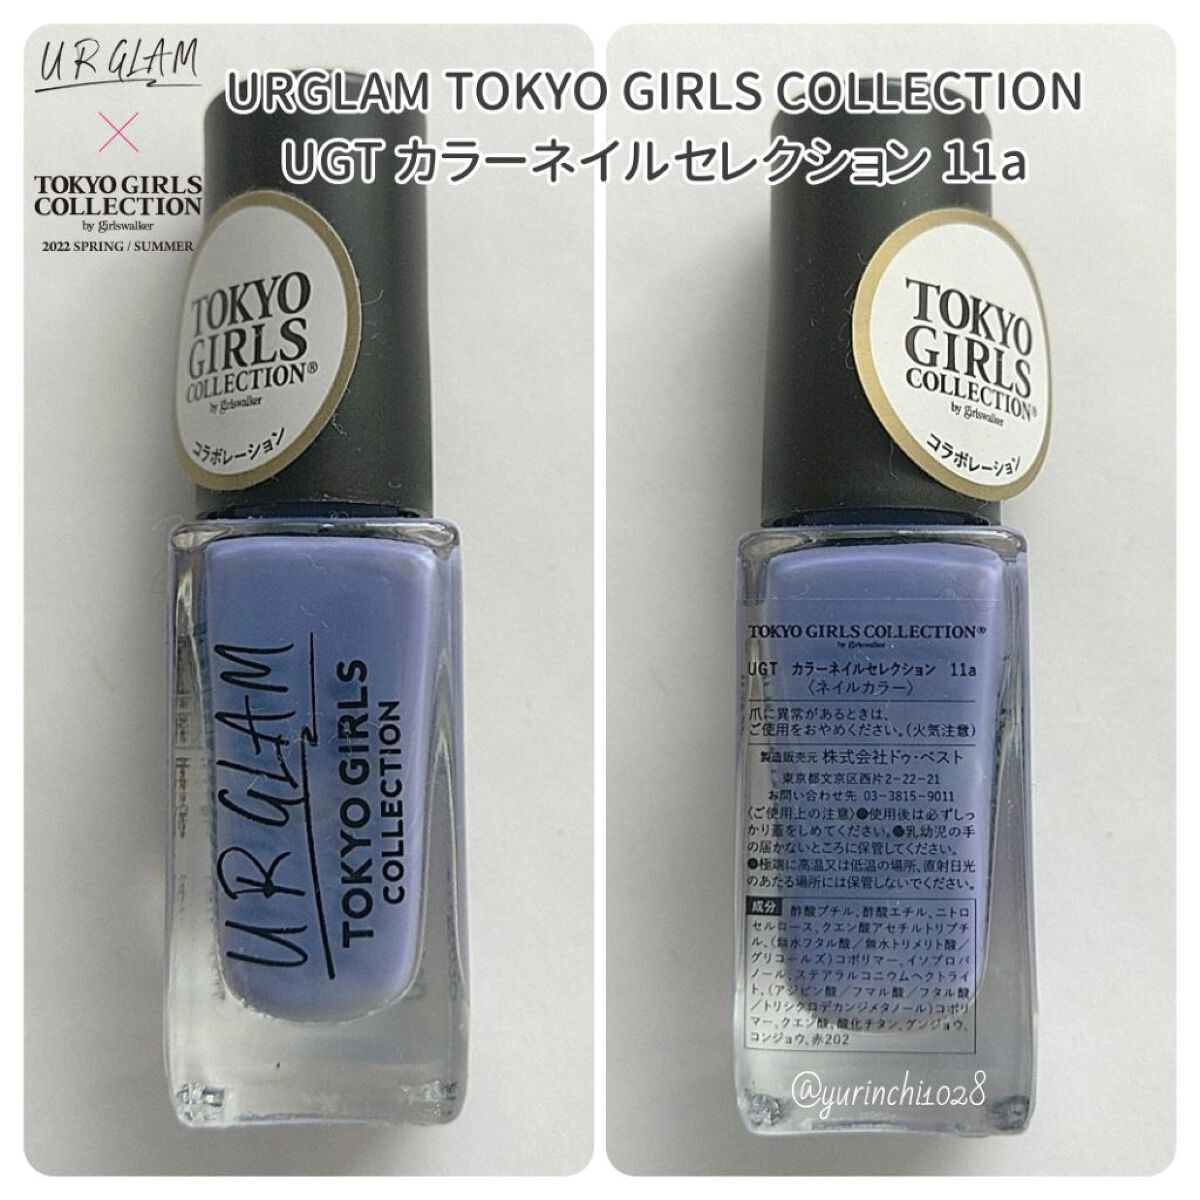 URGLAM
×
TOKYO GIRLS
COLLECTION
by girlswalker
2022 SPRING / SUMMER
URGLAM TOKYO GIRLS COLLECTION
UGT カラーネイルセレクション 11a
TOKYO
GIRLS
COLLECTION®
by girlswalker
コラボレーション
URGLAM
TOKYO GIRLS
COLLECTION
TOKYO
GIRLS
COLLECTION®
by girlswalker
コラボレーション
TOKYO GIRLS COLLECTION®
by girlswalker
UGT カラーネイルセレクション 11a
〈ネイルカラー〉
爪に異常があるときは、
ご使用をおやめください。(火気注意)
製造販売元 株式会社ドゥ・ベスト
東京都文京区西片2-22-21
お問い合わせ先 03-3815-9011
〈ご使用上の注意〉●使用後は必ずしっ
かり蓋をしめてください。●乳幼児の手
の届かないところに保管してください。
●極端に高温又は低温の場所、直射日光
のあたる場所には保管しないでください。
成分 酢酸ブチル、酢酸エチル、ニトロ
セルロース、クエン酸アセチルトリブチ
ル、(無水フタル酸/無水トリメリト酸/
グリコールズ)コポリマー、イソプロパ
ノール、ステアラルコニウムヘクトライ
ト、(アジピン酸/フマル酸/フタル酸
/トリシクロデカンジメタノール)コポリ
マー、クエン酸、酸化チタン、グンジョウ、
コンジョウ、赤202
@yurinchi1028